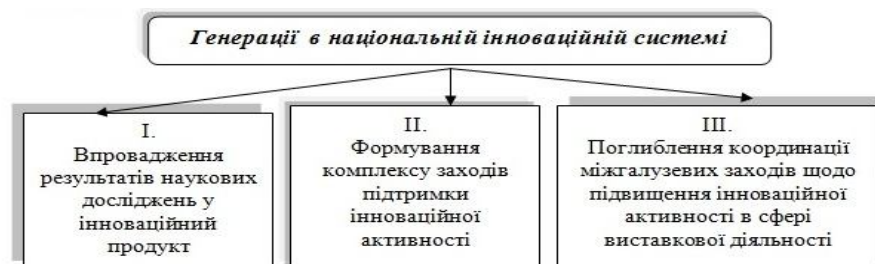 Генерації в національній інноваційній системі
I.
Впровадження
результатів наукових
досліджень у
інноваційний
продукт
II.
Формування
комплексу заходів
підтримки
інноваційної
активності
III.
Поглиблення координації
міжгалузевих заходів щодо
підвищення інноваційної
активності в сфері
виставкової діяльності